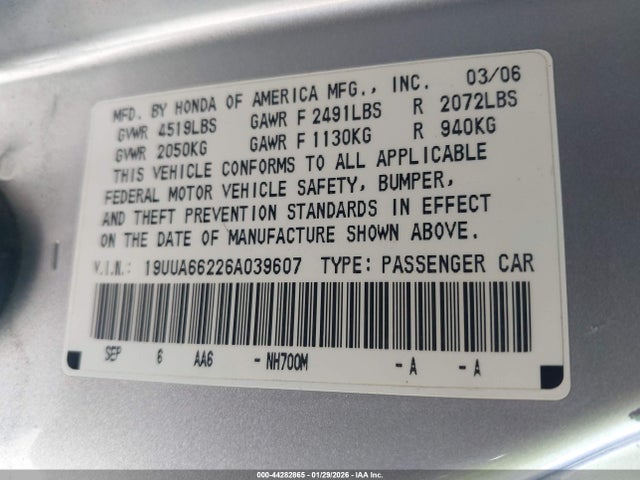 MFD. BY HONDA OF AMERICA MFG., INC. 03/06
GVWR 4519LBS GAWR F 2491LBS R 2072LBS
GVWR 2050KG GAWR F 1130KG R 940KG
THIS VEHICLE CONFORMS TO ALL APPLICABLE
FEDERAL MOTOR VEHICLE SAFETY, BUMPER,
AND THEFT PREVENTION STANDARDS IN EFFECT
ON THE DATE OF MANUFACTURE SHOWN ABOVE.
V.I.N.: 19UUA66226A039607 TYPE: PASSENGER CAR
SEP 6 AA6 - NH700M - A - A
000-44282865 | 01/29/2026 | IAA Inc.